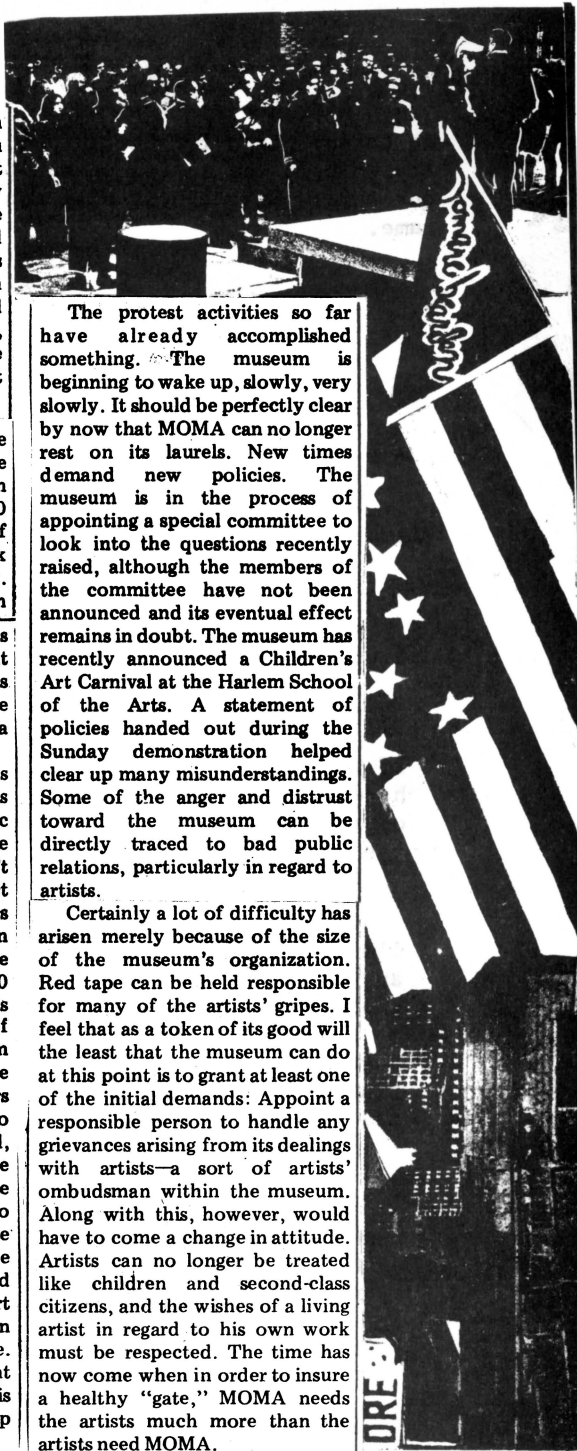 The protest activities so far
have already accomplished
something. The museum is
beginning to wake up, slowly, very
slowly. It should be perfectly clear
by now that MOMA can no longer
rest on its laurels. New times
demand new policies. The
museum is in the process of
appointing a special committee to
look into the questions recently
raised, although the members of
the committee have not been
announced and its eventual effect
remains in doubt. The museum has
recently announced a Children's
Art Carnival at the Harlem School
of the Arts. A statement of
policies handed out during the
Sunday demonstration helped
clear up many misunderstandings.
Some of the anger and distrust
toward the museum can be
directly traced to bad public
relations, particularly in regard to
artists.
Certainly a lot of difficulty has
arisen merely because of the size
of the museum's organization.
Red tape can be held responsible
for many of the artists' gripes. I
feel that as a token of its good will
the least that the museum can do
at this point is to grant at least one
of the initial demands: Appoint a
responsible person to handle any
grievances arising from its dealings
with artists—a sort of artists'
ombudsman within the museum.
Along with this, however, would
have to come a change in attitude.
Artists can no longer be treated
like children and second-class
citizens, and the wishes of a living
artist in regard to his own work
must be respected. The time has
now come when in order to insure
a healthy "gate," MOMA needs
the artists much more than the
artists need MOMA.
DRE